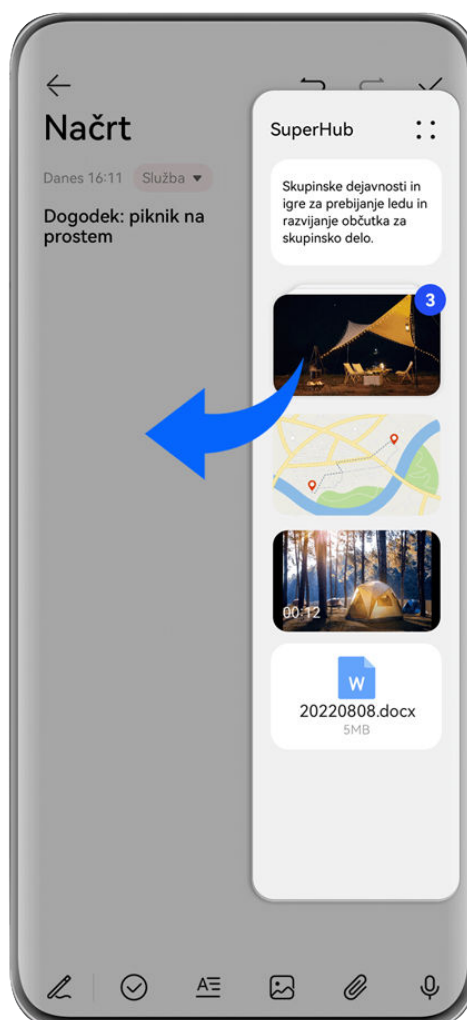 Načrt
Danes 16:11 Služba
Dogodek: piknik na
prostem
SuperHub
Skupinske dejavnosti in
igre za prebijanje ledu in
razvijanje občutka za
skupinsko delo.
3
00:12
W
20220808.docx
5MB